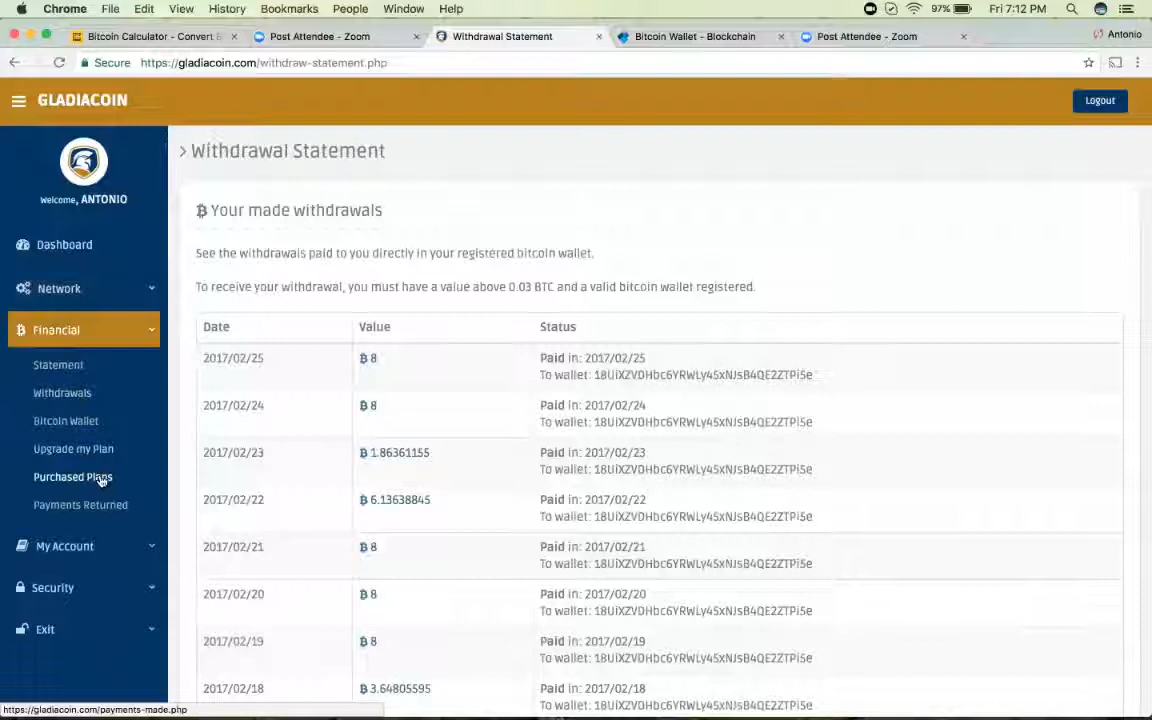 Chrome File Edit View History Bookmarks People Window Help 97% Fri 7:12 PM
Bitcoin Calculator - Convert B × Post Attendee - Zoom × Withdrawal Statement × Bitcoin Wallet - Blockchain × Post Attendee - Zoom × Antonio
Secure https://gladiacoin.com/withdraw-statement.php
GLADIACOIN Logout
Welcome, ANTONIO
Dashboard
Network
Financial
Statement
Withdrawals
Bitcoin Wallet
Upgrade my Plan
Purchased Plans
Payments Returned
My Account
Security
Exit
> Withdrawal Statement
Your made withdrawals
See the withdrawals paid to you directly in your registered bitcoin wallet.
To receive your withdrawal, you must have a value above 0.03 BTC and a valid bitcoin wallet registered.
Date Value Status
2017/02/25 ₿ 8 Paid in: 2017/02/25
To wallet: 18UiXZVDHbc6YRWLy45xNJsB4QE2ZTPi5e
2017/02/24 ₿ 8 Paid in: 2017/02/24
To wallet: 18UiXZVDHbc6YRWLy45xNJsB4QE2ZTPi5e
2017/02/23 ₿ 1.86361155 Paid in: 2017/02/23
To wallet: 18UiXZVDHbc6YRWLy45xNJsB4QE2ZTPi5e
2017/02/22 ₿ 6.13638845 Paid in: 2017/02/22
To wallet: 18UiXZVDHbc6YRWLy45xNJsB4QE2ZTPi5e
2017/02/21 ₿ 8 Paid in: 2017/02/21
To wallet: 18UiXZVDHbc6YRWLy45xNJsB4QE2ZTPi5e
2017/02/20 ₿ 8 Paid in: 2017/02/20
To wallet: 18UiXZVDHbc6YRWLy45xNJsB4QE2ZTPi5e
2017/02/19 ₿ 8 Paid in: 2017/02/19
To wallet: 18UiXZVDHbc6YRWLy45xNJsB4QE2ZTPi5e
2017/02/18 ₿ 3.64805595 Paid in: 2017/02/18
To wallet: 18UiXZVDHbc6YRWLy45xNJsB4QE2ZTPi5e
https://gladiacoin.com/payments-made.php